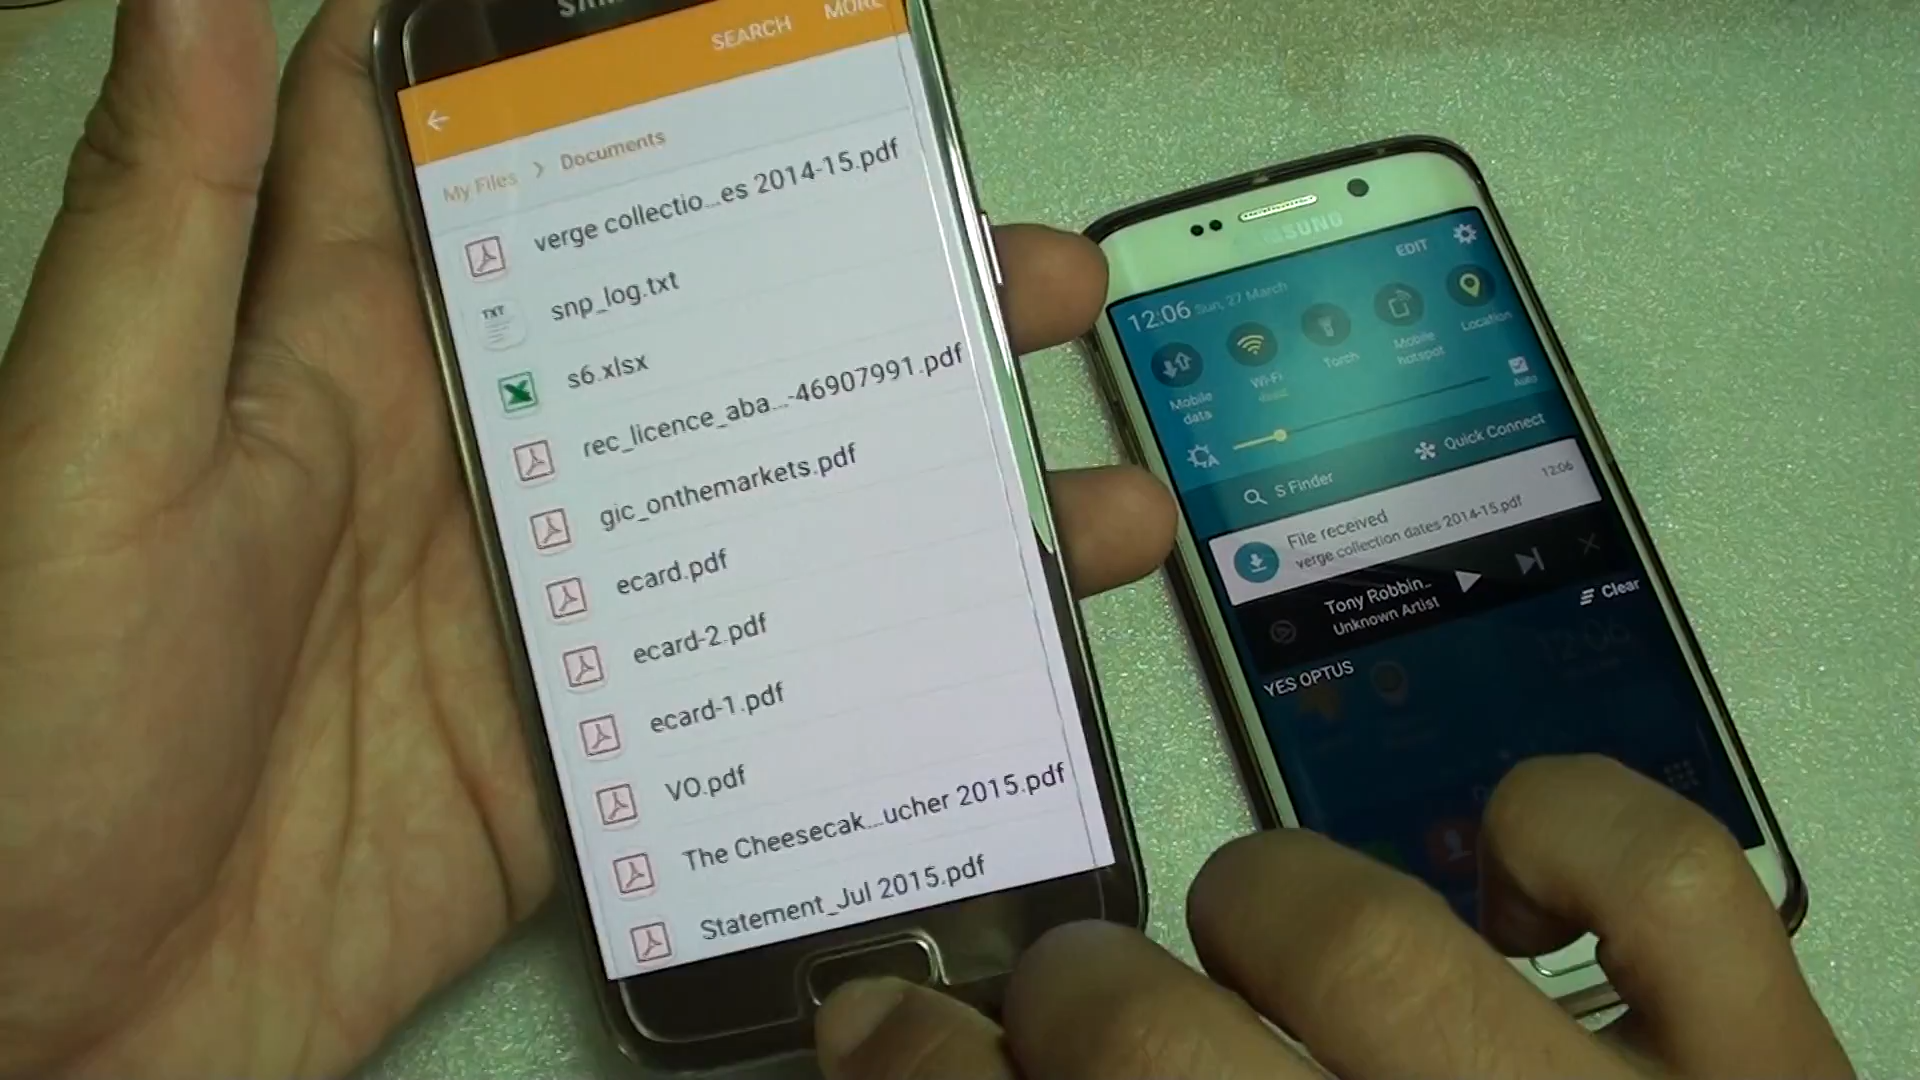 SEARCH MORE
My Files > Documents
verge collectio...es 2014-15.pdf
TXT
snp_log.txt
s6.xlsx
rec_licence_aba...-46907991.pdf
gic_onthemarkets.pdf
ecard.pdf
ecard-2.pdf
ecard-1.pdf
VO.pdf
The Cheesecak...ucher 2015.pdf
Statement_Jul 2015.pdf
SAMSUNG
EDIT
12:06 Sun, 27 March
Mobile data
Wi-Fi
Torch
Mobile hotspot
Location
Auto
S Finder
Quick Connect
File received 12:06
verge collection dates 2014-15.pdf
Tony Robbin..
Unknown Artist
Clear
YES OPTUS
12:06